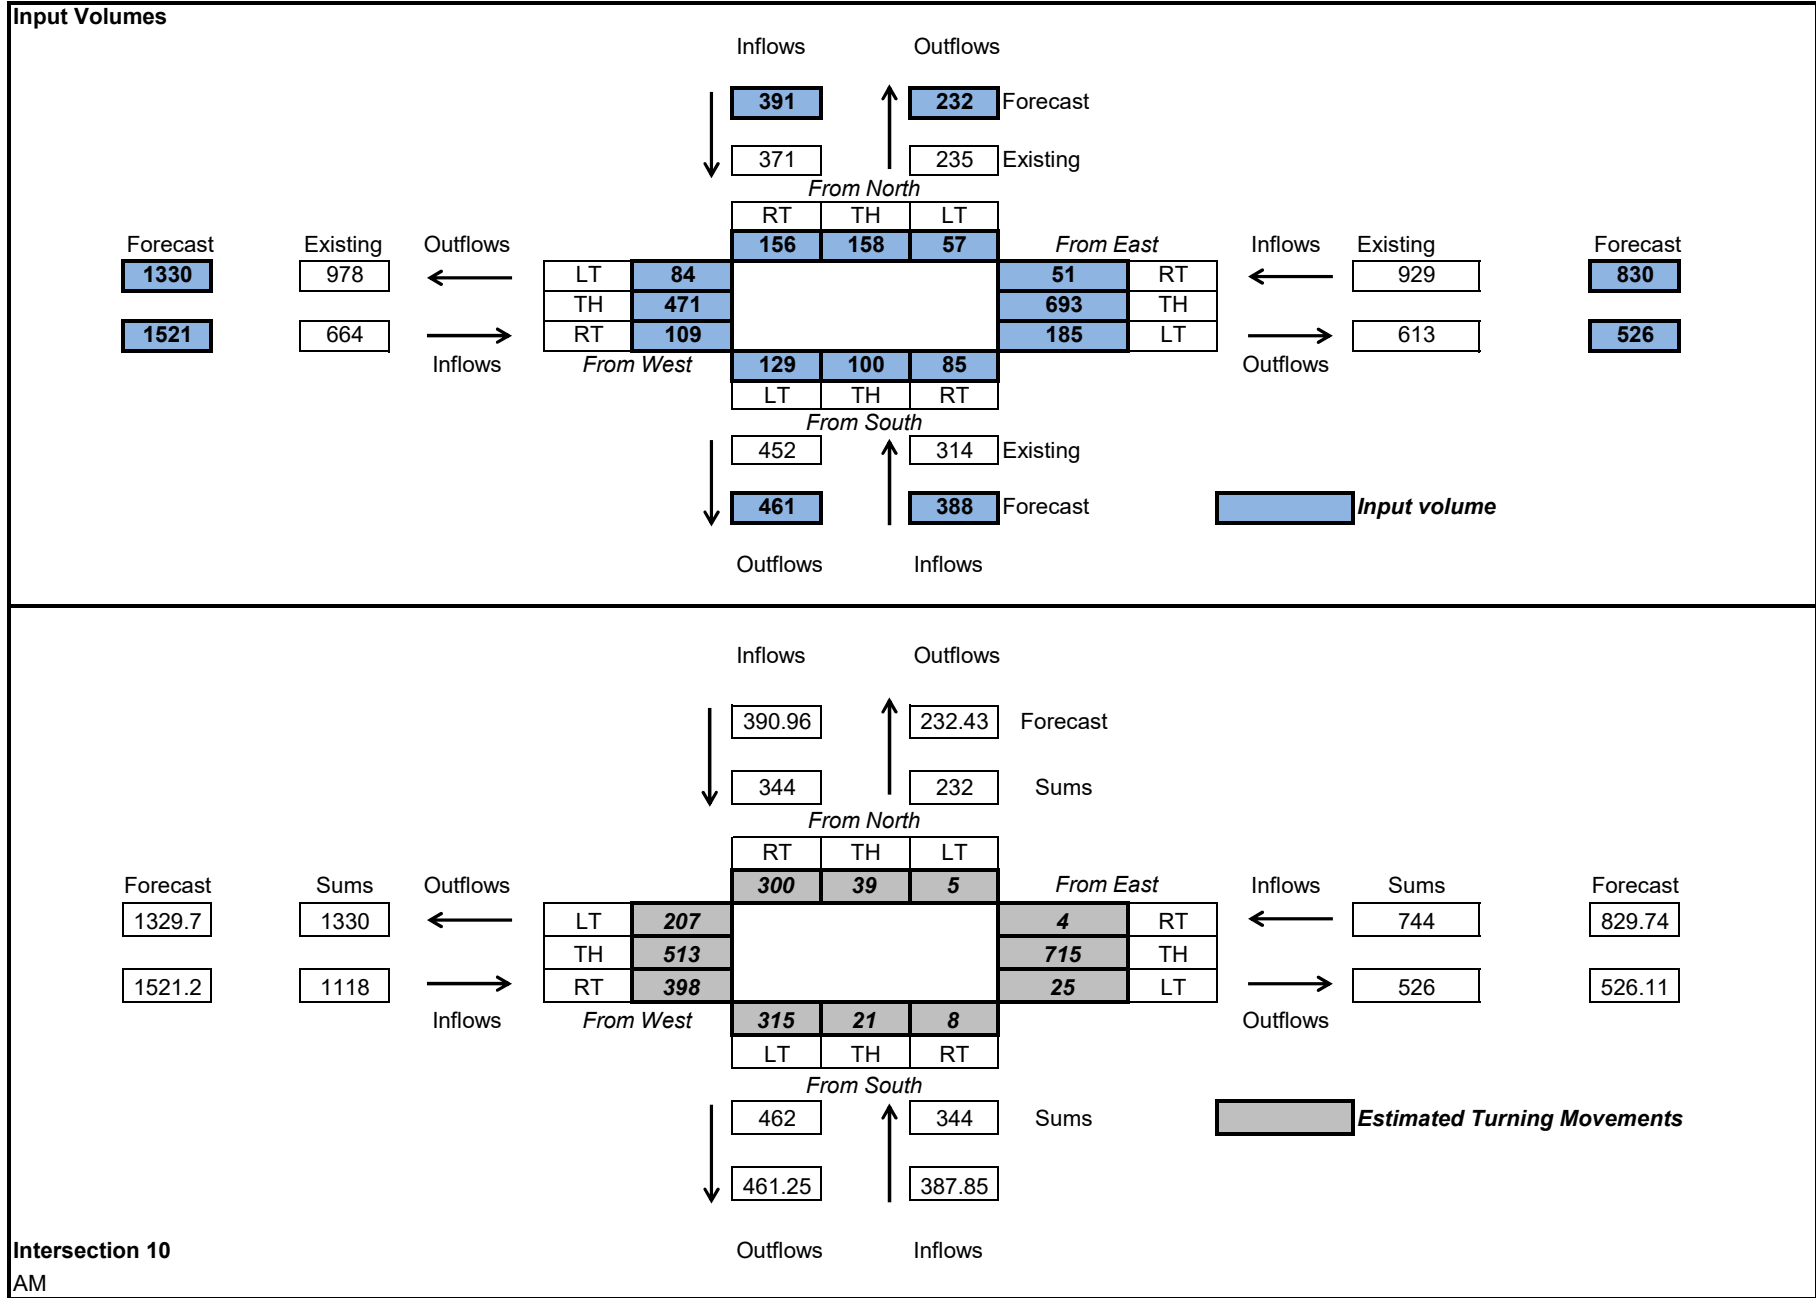 Input Volumes
Inflows Outflows
391 232 Forecast
371 235 Existing
From North
RT TH LT
Forecast Existing Outflows 156 158 57 From East Inflows Existing Forecast
1330 978 LT 84 51 RT 929 830
TH 471 693 TH
1521 664 RT 109 185 LT 613 526
Inflows From West 129 100 85 Outflows
LT TH RT
From South
452 314 Existing
461 388 Forecast Input volume
Outflows Inflows
Inflows Outflows
390.96 232.43 Forecast
344 232 Sums
From North
RT TH LT
Forecast Sums Outflows 300 39 5 From East Inflows Sums Forecast
1329.7 1330 LT 207 4 RT 744 829.74
TH 513 715 TH
1521.2 1118 RT 398 25 LT 526 526.11
Inflows From West 315 21 8 Outflows
LT TH RT
From South
462 344 Sums Estimated Turning Movements
461.25 387.85
Intersection 10 Outflows Inflows
AM